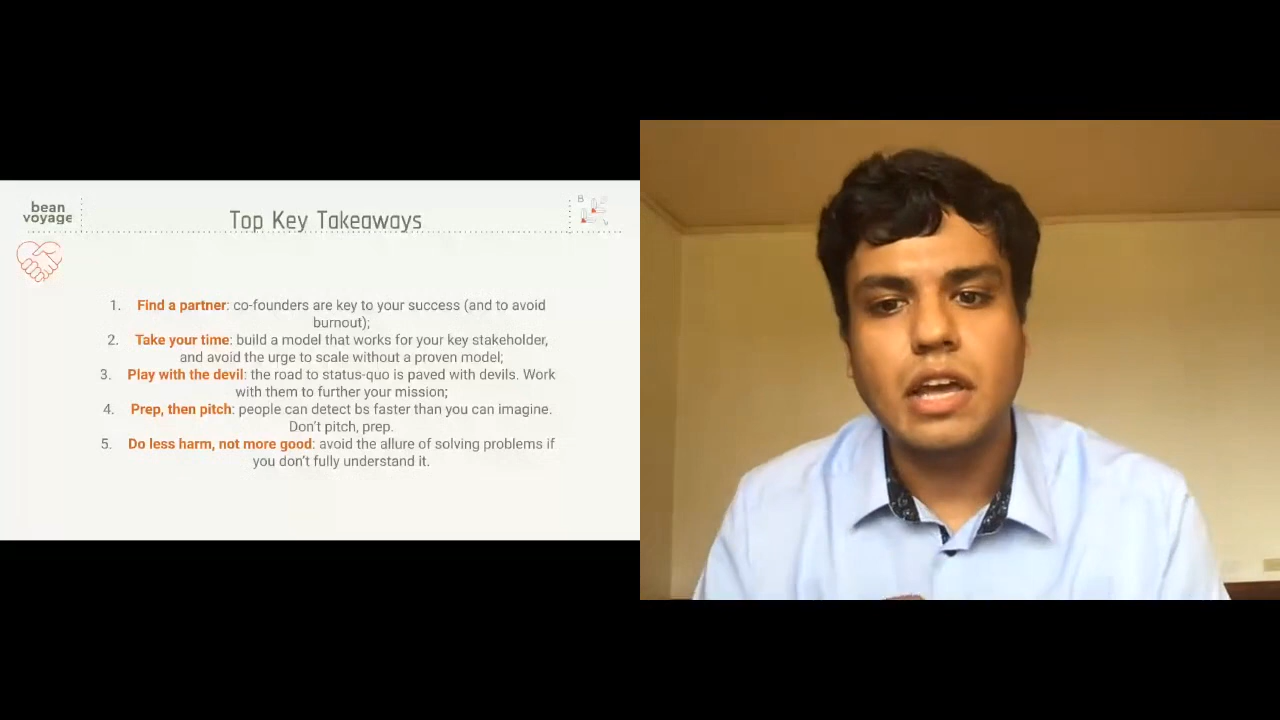 bean
voyage
Top Key Takeaways
B
1. Find a partner: co-founders are key to your success (and to avoid
burnout);
2. Take your time: build a model that works for your key stakeholder,
and avoid the urge to scale without a proven model;
3. Play with the devil: the road to status-quo is paved with devils. Work
with them to further your mission;
4. Prep, then pitch: people can detect bs faster than you can imagine.
Don't pitch, prep.
5. Do less harm, not more good: avoid the allure of solving problems if
you don't fully understand it.